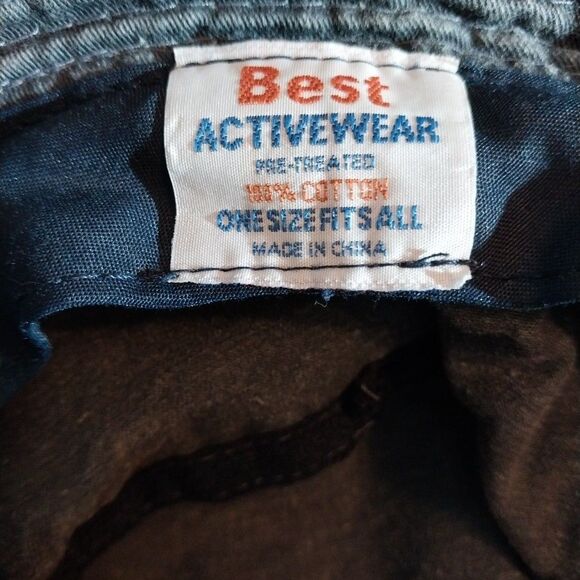 Best
ACTIVEWEAR
PRE-TREATED
100% COTTON
ONE SIZE FITS ALL
MADE IN CHINA